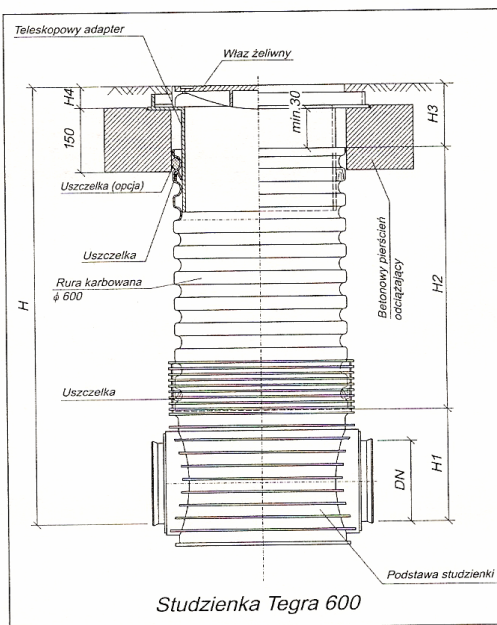 Teleskopowy adapter
Właz żeliwny
H4
150
min.30
H3
Uszczelka (opcja)
Uszczelka
Rura karbowana
ϕ 600
Betonowy pierścień
odciążający
H
H2
Uszczelka
DN
H1
Podstawa studzienki
Studzienka Tegra 600